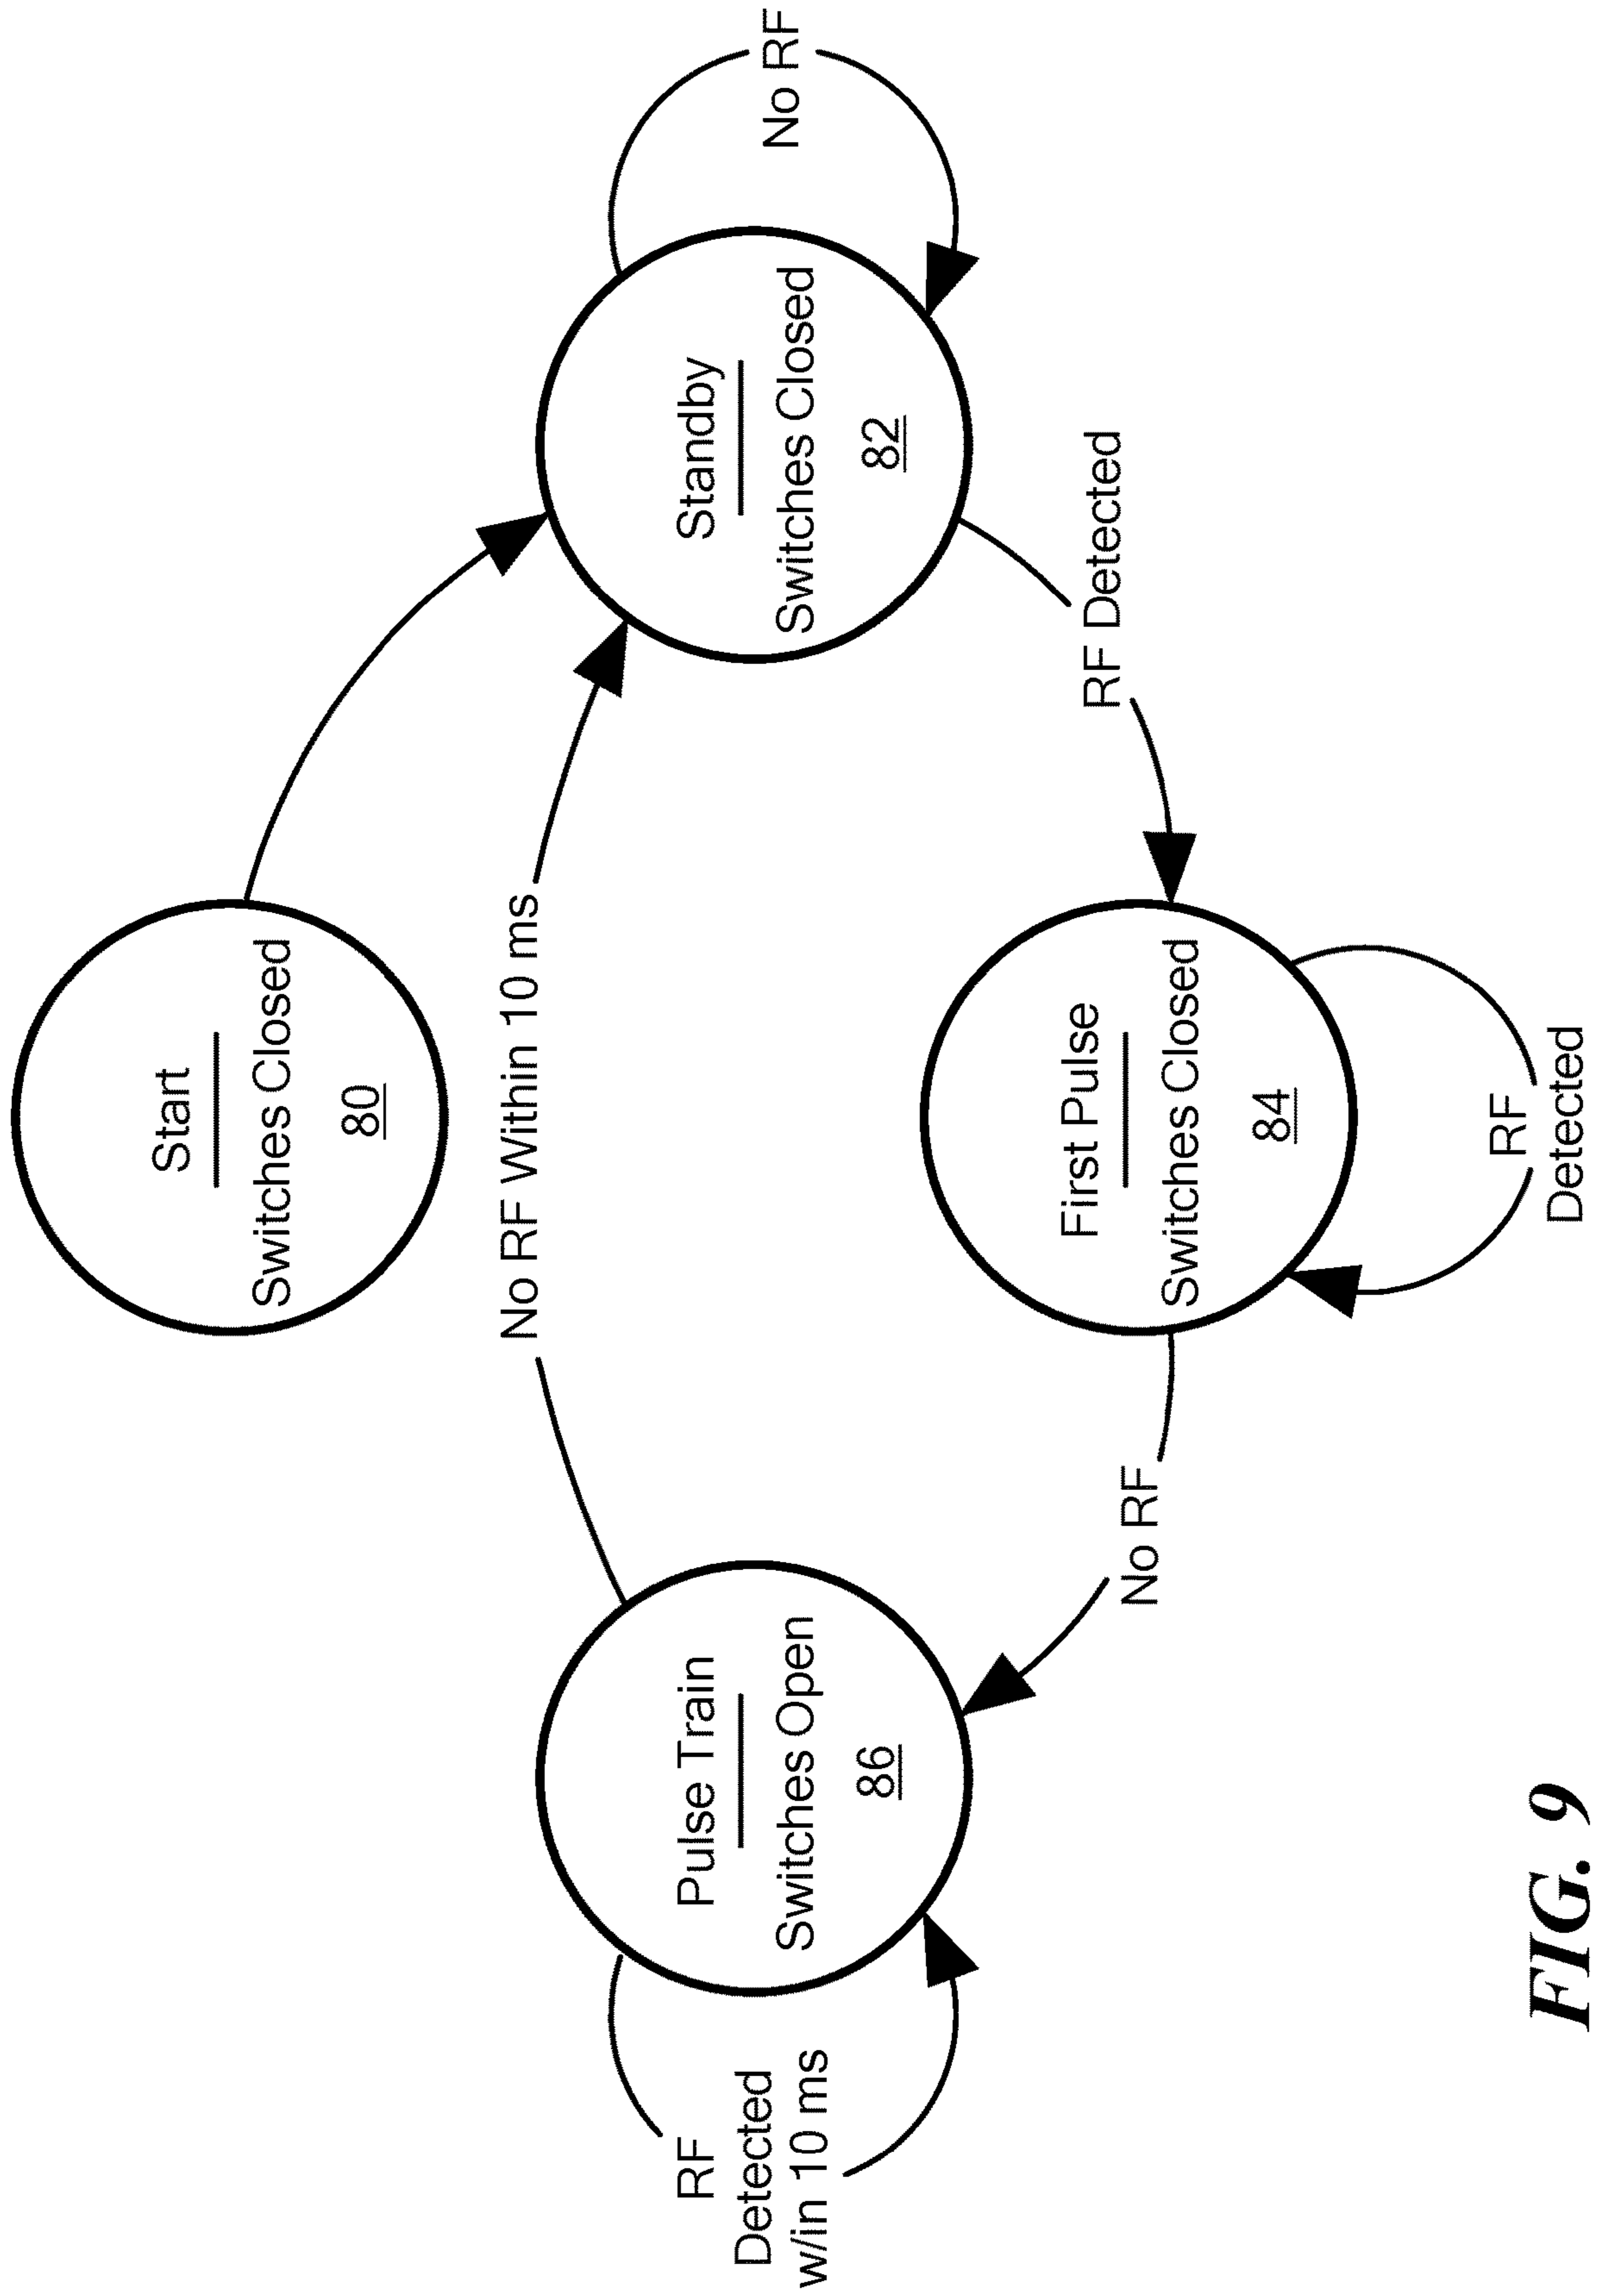 Start
Switches Closed
80
No RF Within 10 ms
RF
Detected
w/in 10 ms
Pulse Train
Switches Open
86
Standby
Switches Closed
82
No RF
No RF
RF Detected
First Pulse
Switches Closed
84
RF
Detected
FIG. 9